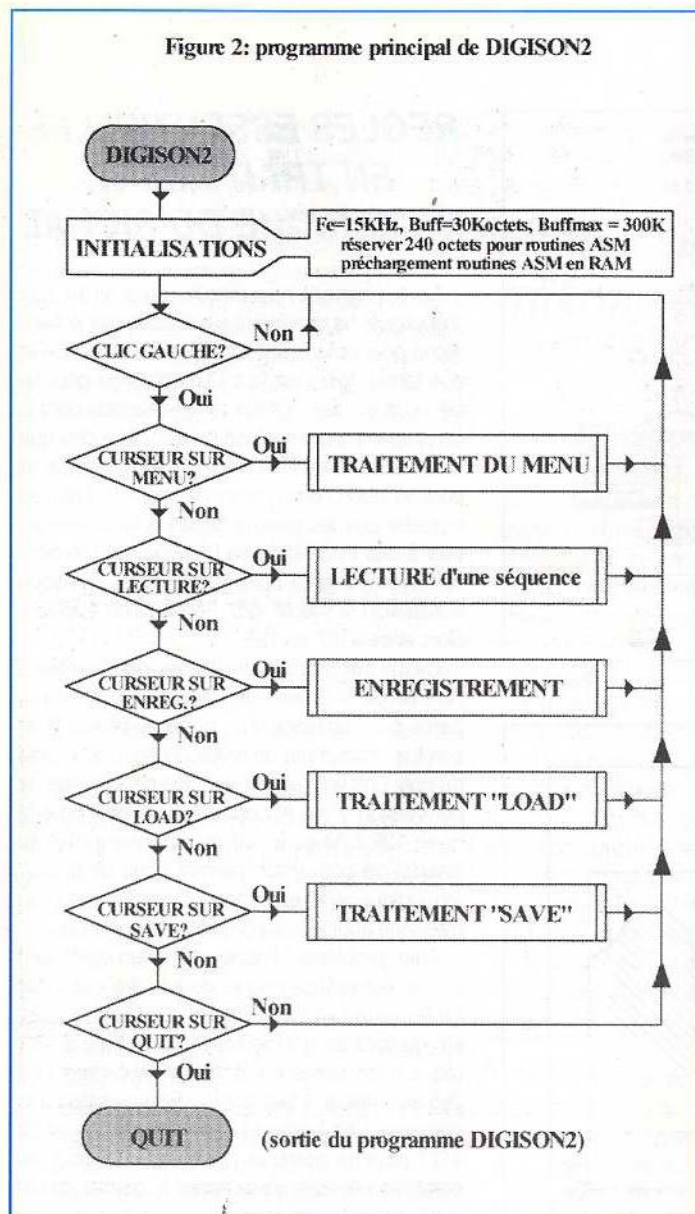 Figure 2: programme principal de DIGISON2
DIGISON2
INITIALISATIONS
Fe=15KHz, Buff=30Koctets, Buffmax = 300K
réserver 240 octets pour routines ASM
préchargement routines ASM en RAM
CLIC GAUCHE?
Non
Oui
CURSEUR SUR
MENU?
Oui
TRAITEMENT DU MENU
Non
CURSEUR SUR
LECTURE?
Oui
LECTURE d'une séquence
Non
CURSEUR SUR
ENREG.?
Oui
ENREGISTREMENT
Non
CURSEUR SUR
LOAD?
Oui
TRAITEMENT "LOAD"
Non
CURSEUR SUR
SAVE?
Oui
TRAITEMENT "SAVE"
Non
CURSEUR SUR
QUIT?
Non
Oui
QUIT
(sortie du programme DIGISON2)